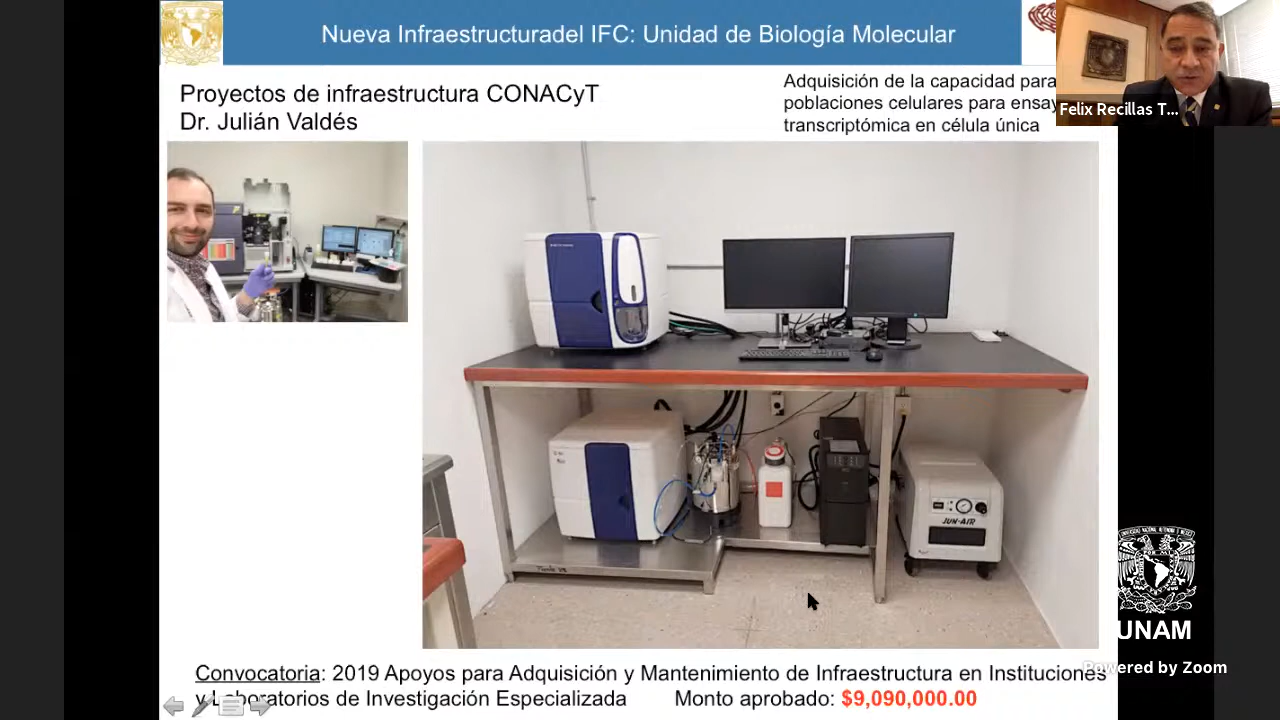 Nueva Infraestructuradel IFC: Unidad de Biología Molecular
Proyectos de infraestructura CONACyT
Dr. Julián Valdés
Adquisición de la capacidad para
poblaciones celulares para
transcriptómica en célula única
Felix Recillas T...
JUN-AIR
UNAM
Powered by Zoom
Convocatoria: 2019 Apoyos para Adquisición y Mantenimiento de Infraestructura en Instituciones
y Laboratorios de Investigación Especializada Monto aprobado: $9,090,000.00